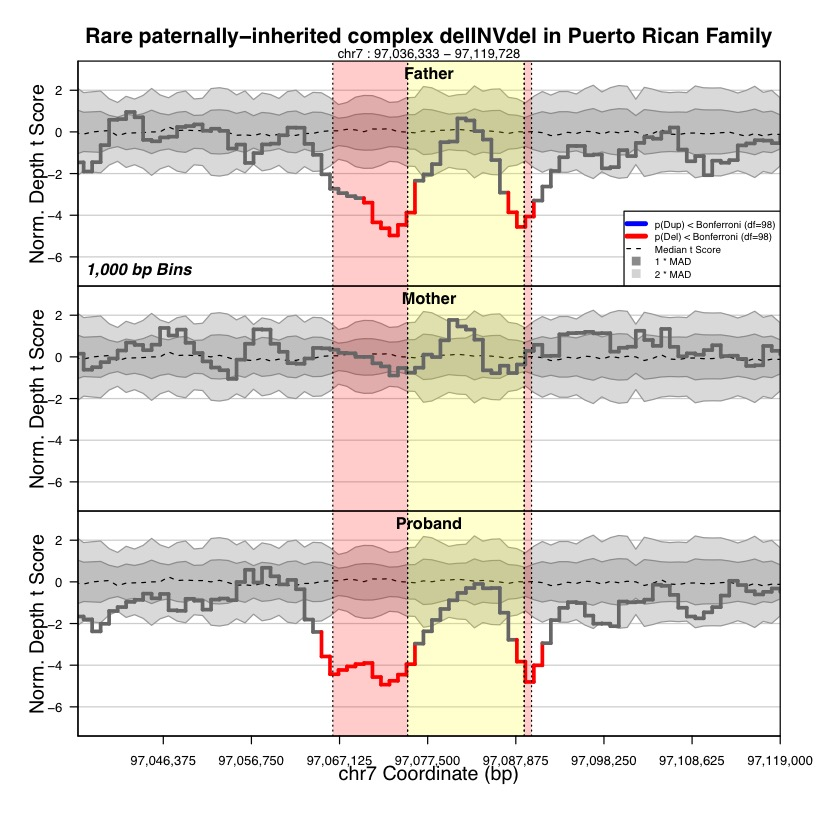 Rare paternally−inherited complex delINVdel in Puerto Rican Family
chr7 : 97,036,333 − 97,119,728
Father
Norm. Depth t Score
2
0
−2
−4
−6
1,000 bp Bins
p(Dup) < Bonferroni (df=98)
p(Del) < Bonferroni (df=98)
Median t Score
1 * MAD
2 * MAD
Mother
Norm. Depth t Score
2
0
−2
−4
−6
Proband
Norm. Depth t Score
2
0
−2
−4
−6
97,046,375 97,056,750 97,067,125 97,077,500 97,087,875 97,098,250 97,108,625 97,119,000
chr7 Coordinate (bp)